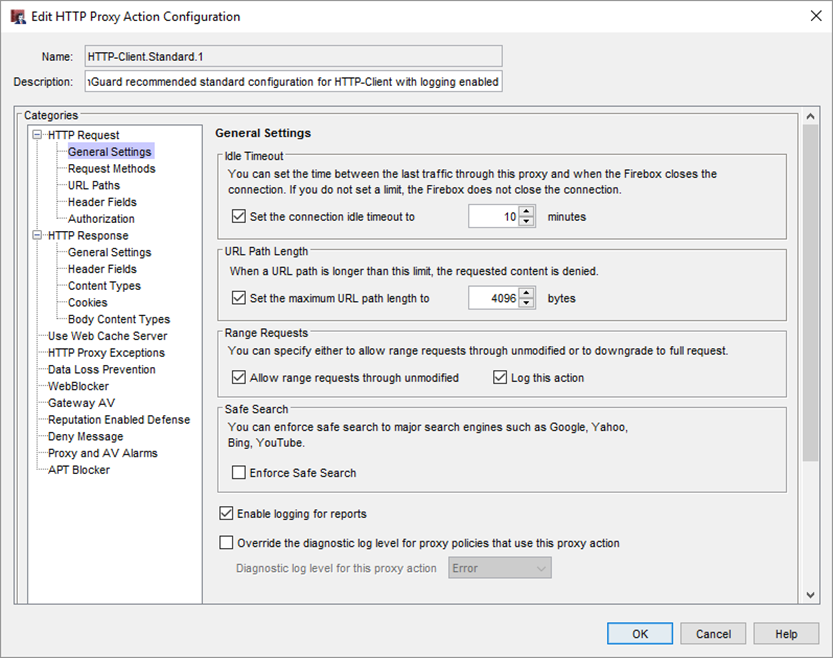 Edit HTTP Proxy Action Configuration
Name: HTTP-Client.Standard.1
Description: Guard recommended standard configuration for HTTP-Client with logging enabled
Categories
HTTP Request
General Settings
Request Methods
URL Paths
Header Fields
Authorization
HTTP Response
General Settings
Header Fields
Content Types
Cookies
Body Content Types
Use Web Cache Server
HTTP Proxy Exceptions
Data Loss Prevention
WebBlocker
Gateway AV
Reputation Enabled Defense
Deny Message
Proxy and AV Alarms
APT Blocker
General Settings
Idle Timeout
You can set the time between the last traffic through this proxy and when the Firebox closes the
connection. If you do not set a limit, the Firebox does not close the connection.
Set the connection idle timeout to 10 minutes
URL Path Length
When a URL path is longer than this limit, the requested content is denied.
Set the maximum URL path length to 4096 bytes
Range Requests
You can specify either to allow range requests through unmodified or to downgrade to full request.
Allow range requests through unmodified Log this action
Safe Search
You can enforce safe search to major search engines such as Google, Yahoo,
Bing, YouTube.
Enforce Safe Search
Enable logging for reports
Override the diagnostic log level for proxy policies that use this proxy action
Diagnostic log level for this proxy action Error
OK Cancel Help